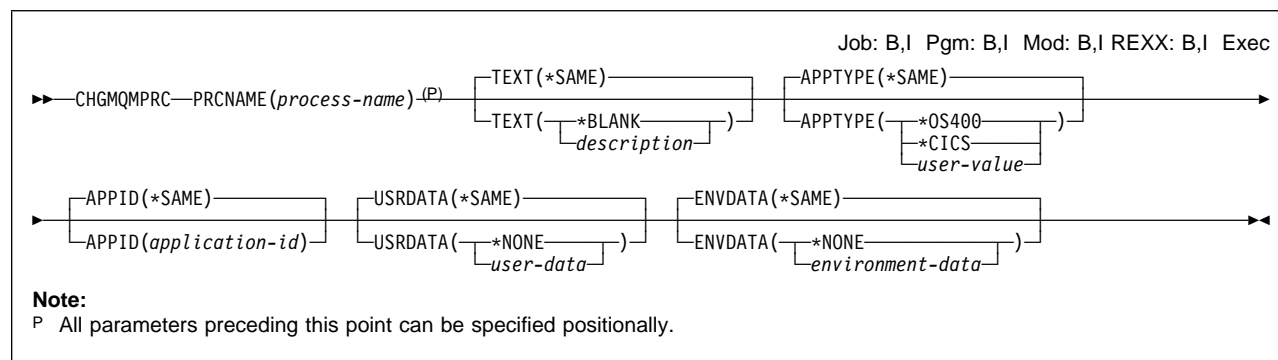 Job: B,I Pgm: B,I Mod: B,I REXX: B,I Exec
TEXT(*SAME) APPTYPE(*SAME)
CHGMQMPRC PRCNAME(process-name) (P) TEXT( *BLANK ) APPTYPE( *OS400 )
description *CICS
user-value
APPID(*SAME) USRDATA(*SAME) ENVDATA(*SAME)
APPID(application-id) USRDATA( *NONE ) ENVDATA( *NONE )
user-data environment-data
Note:
P All parameters preceding this point can be specified positionally.